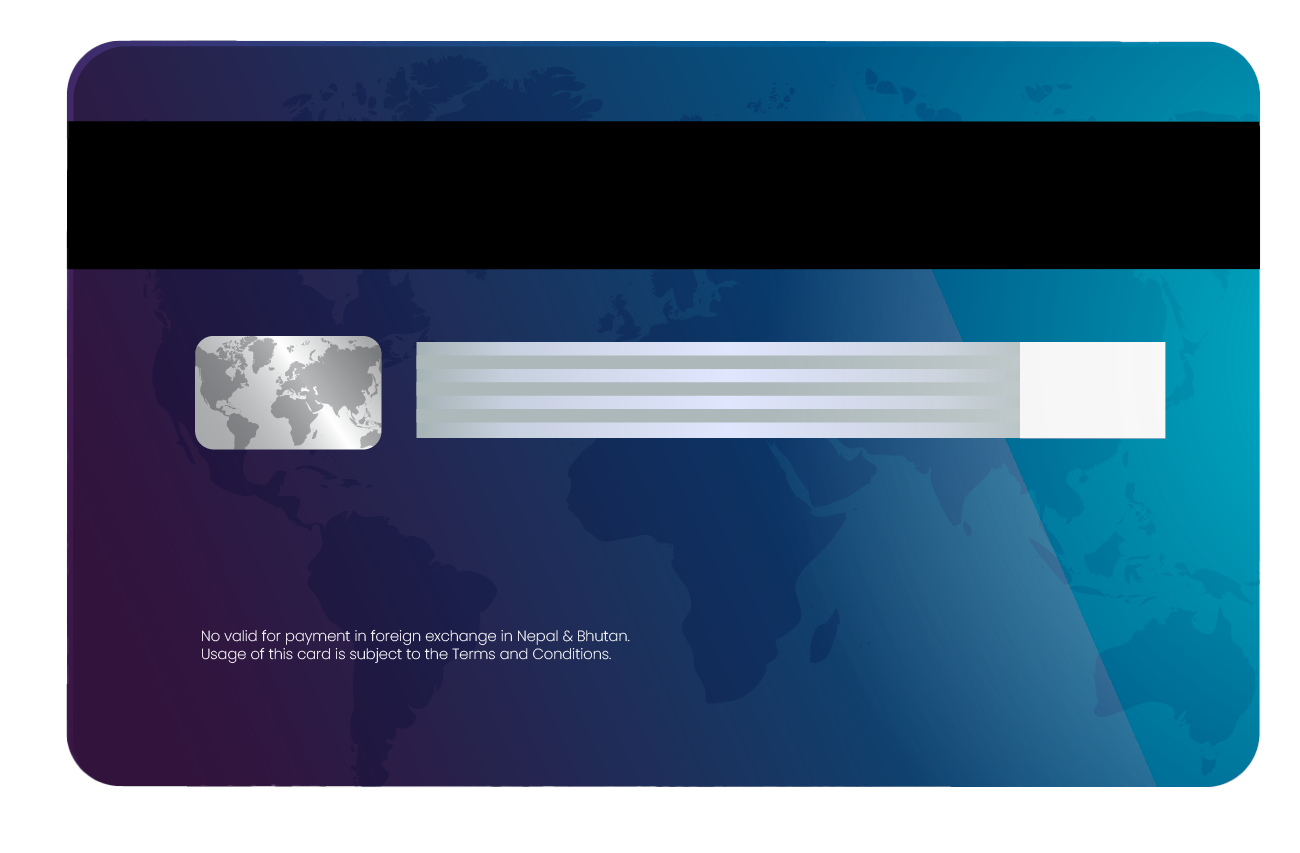 No valid for payment in foreign exchange in Nepal & Bhutan.
Usage of this card is subject to the Terms and Conditions.